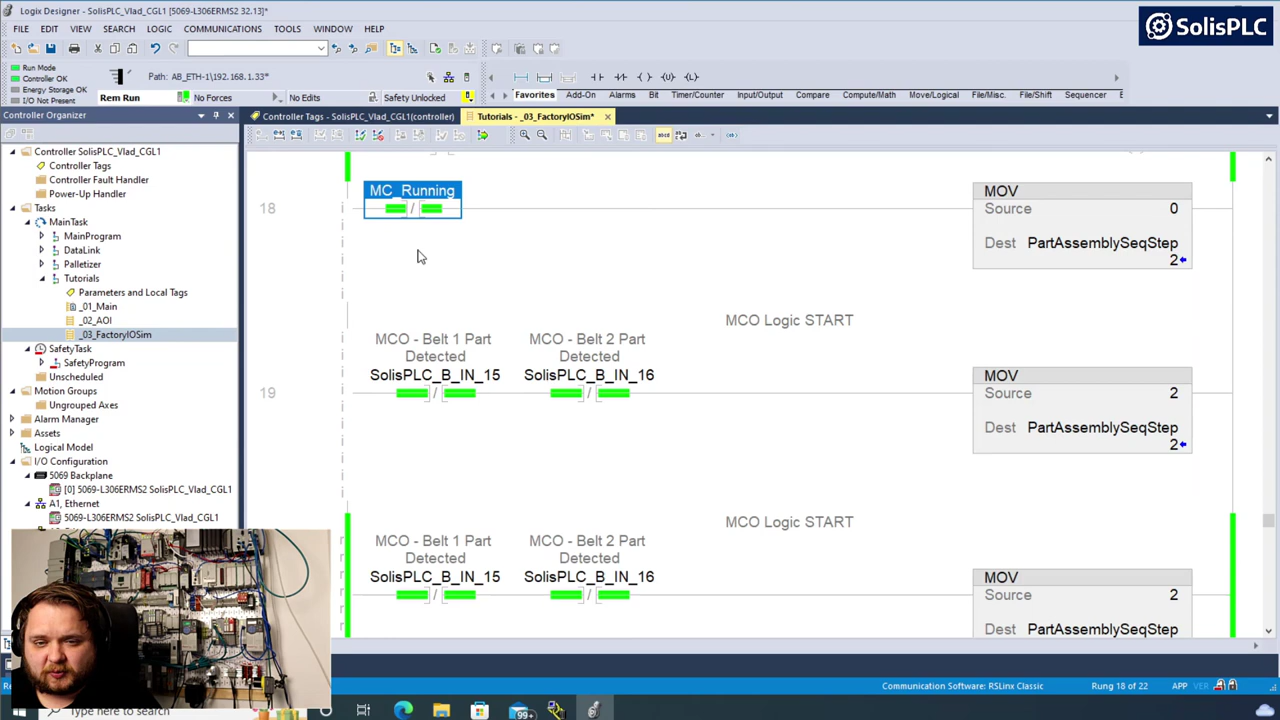 Logix Designer - SolisPLC_Vlad_CGL1 [5069-L306ERMS2 32.13]*
SolisPLC
FILE EDIT VIEW SEARCH LOGIC COMMUNICATIONS TOOLS WINDOW HELP
Run Mode
Controller OK
Energy Storage OK
I/O Not Present
Path: AB_ETH-1\192.168.1.33*
Rem Run
No Forces
No Edits
Safety Unlocked
Favorites Add-On Alarms Bit Timer/Counter Input/Output Compare Compute/Math Move/Logical File/Misc. File/Shift Sequencer
Controller Organizer
Controller Tags - SolisPLC_Vlad_CGL1(controller)
Tutorials - _03_FactoryIOSim*
Controller SolisPLC_Vlad_CGL1
Controller Tags
Controller Fault Handler
Power-Up Handler
Tasks
MainTask
MainProgram
DataLink
Palletizer
Tutorials
Parameters and Local Tags
_01_Main
_02_AOI
_03_FactoryIOSim
SafetyTask
SafetyProgram
Unscheduled
Motion Groups
Ungrouped Axes
Alarm Manager
Assets
Logical Model
I/O Configuration
5069 Backplane
[0] 5069-L306ERMS2 SolisPLC_Vlad_CGL1
A1, Ethernet
5069-L306ERMS2 SolisPLC_Vlad_CGL1
MC_Running
18
MOV
Source 0
Dest PartAssemblySeqStep
2
MCO Logic START
MCO - Belt 1 Part
Detected
SolisPLC_B_IN_15
MCO - Belt 2 Part
Detected
SolisPLC_B_IN_16
19
MOV
Source 2
Dest PartAssemblySeqStep
2
MCO Logic START
MCO - Belt 1 Part
Detected
SolisPLC_B_IN_15
MCO - Belt 2 Part
Detected
SolisPLC_B_IN_16
MOV
Source 2
Dest PartAssemblySeqStep
Communication Software: RSLinx Classic
Rung 18 of 22
APP
VER
Type here to search
99+